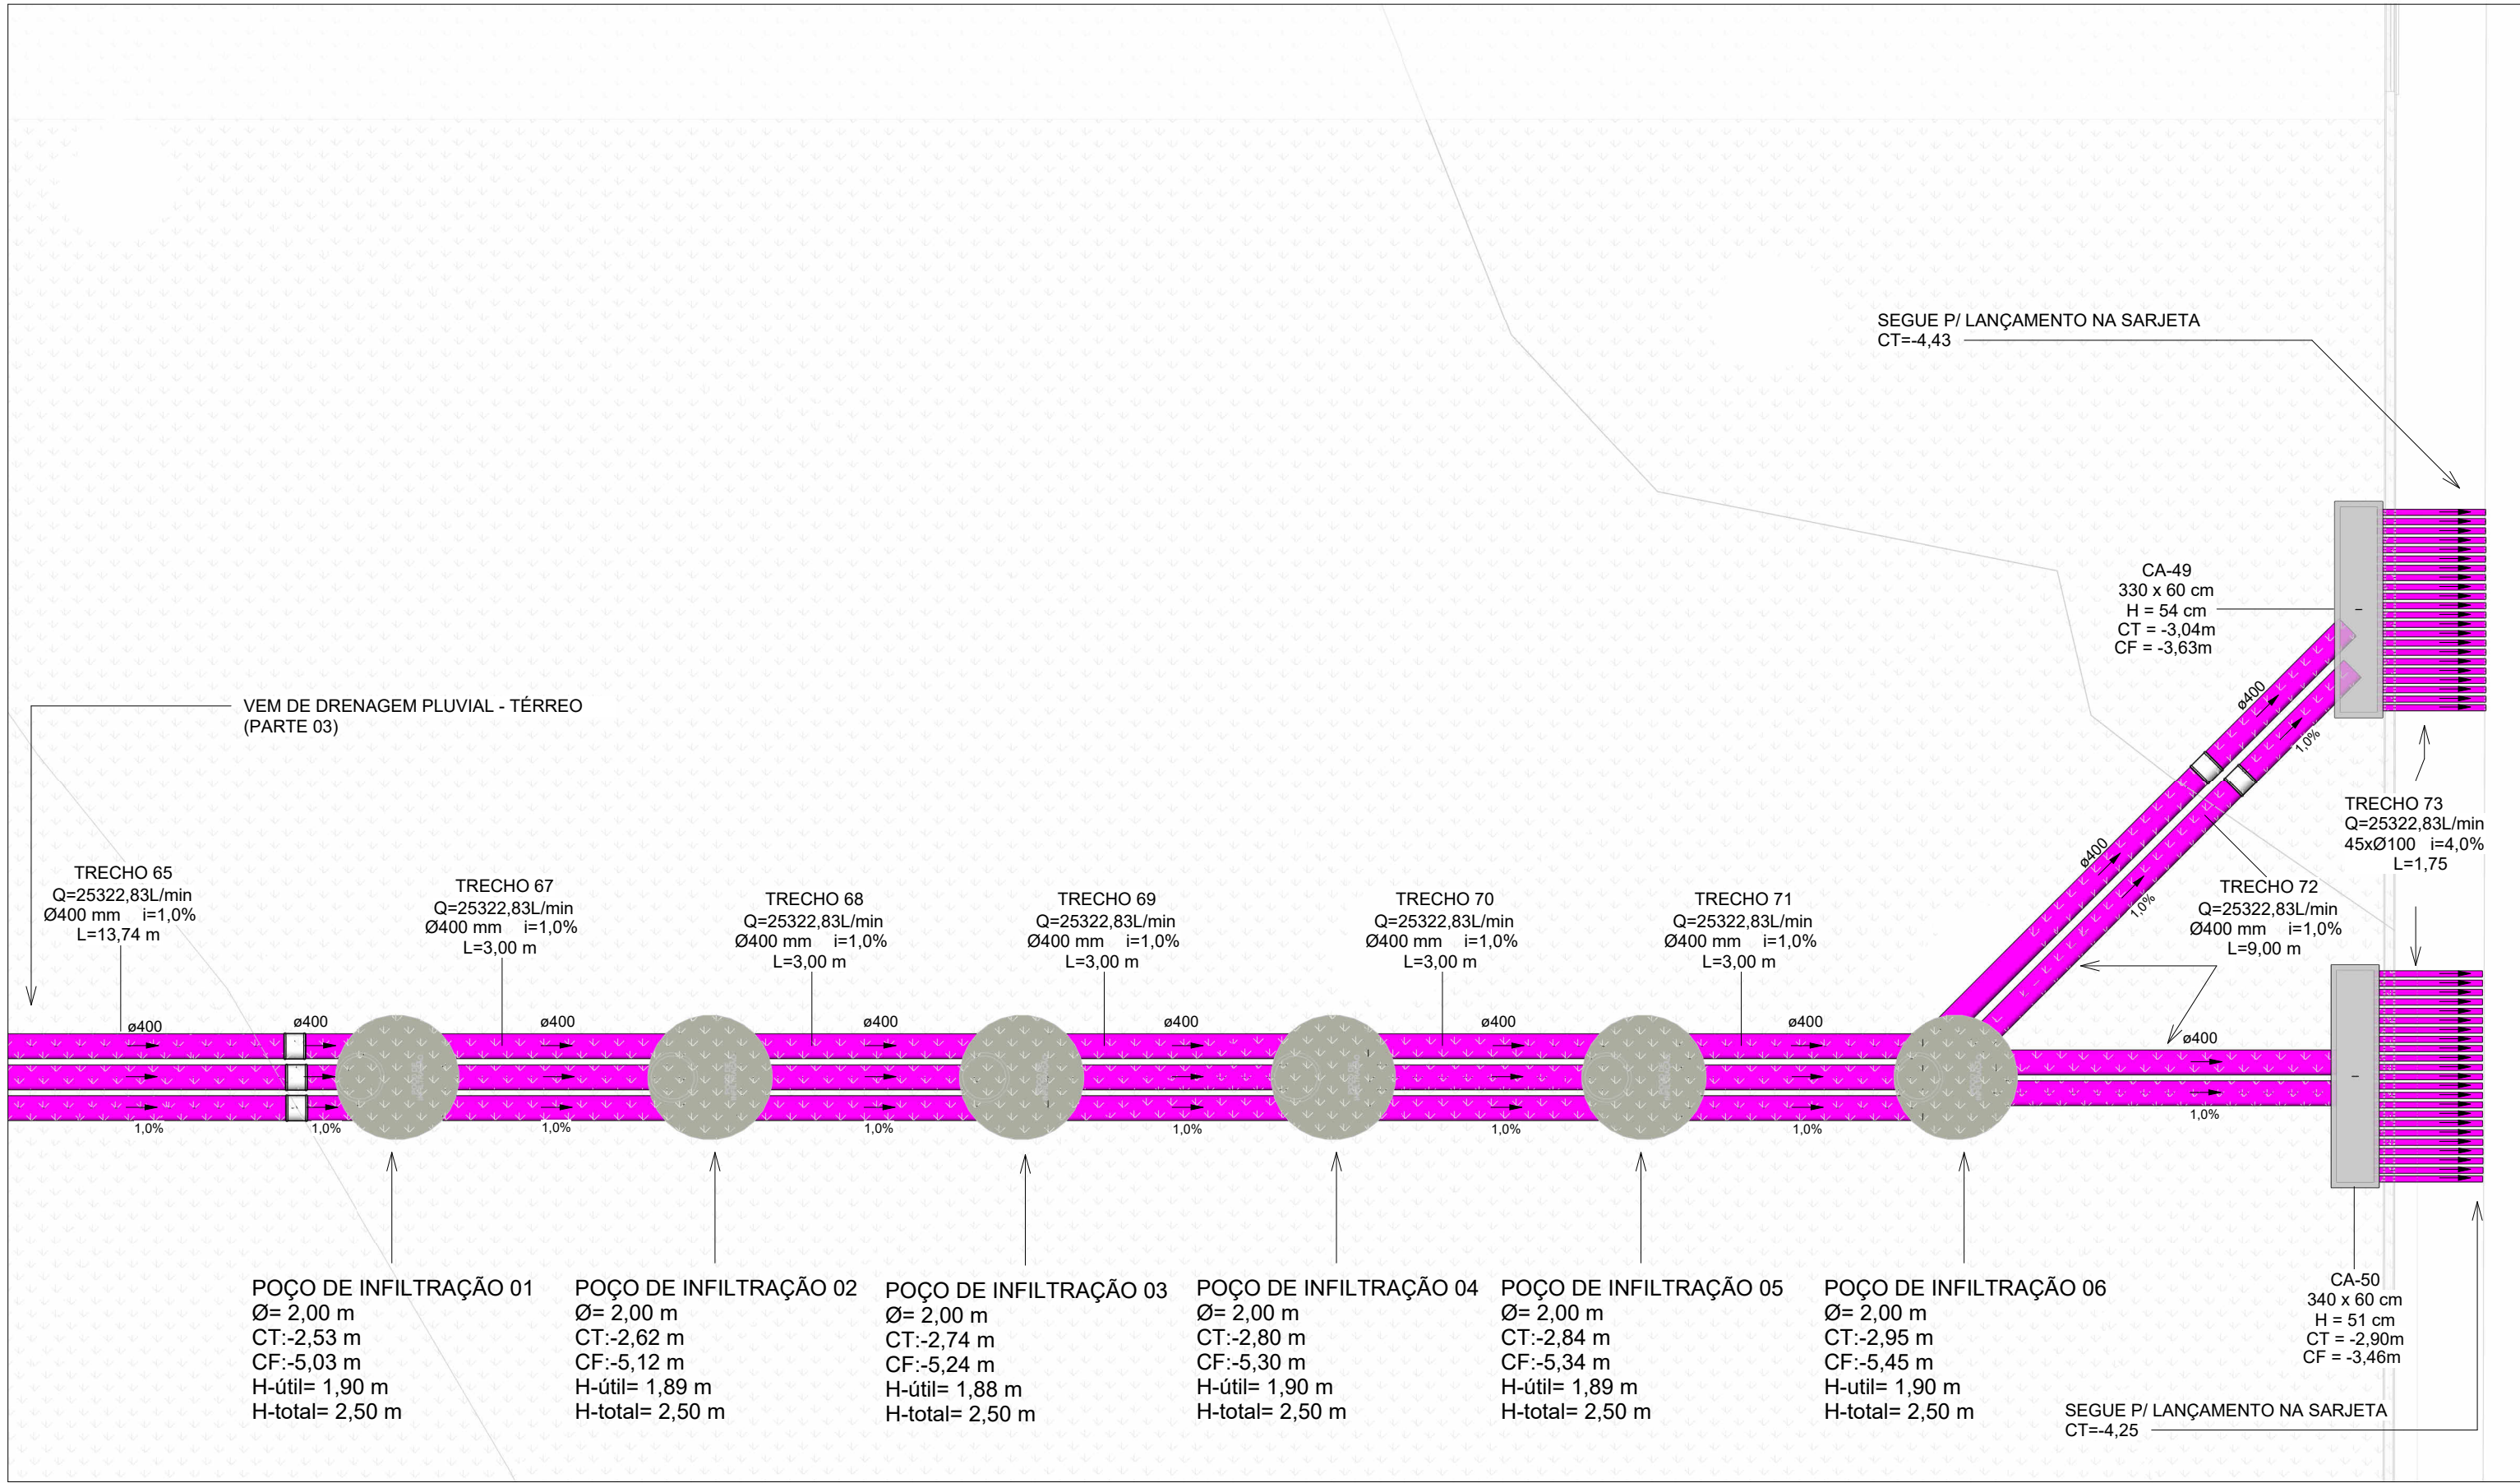 SEGUE P/ LANÇAMENTO NA SARJETA
CT=-4,43
CA-49
330 x 60 cm
H = 54 cm
CT = -3,04m
CF = -3,63m
ø400
1,0%
VEM DE DRENAGEM PLUVIAL - TÉRREO
(PARTE 03)
TRECHO 73
Q=25322,83L/min
45xØ100 i=4,0%
L=1,75
ø400
1,0%
TRECHO 65
Q=25322,83L/min
Ø400 mm i=1,0%
L=13,74 m
TRECHO 67
Q=25322,83L/min
Ø400 mm i=1,0%
L=3,00 m
TRECHO 68
Q=25322,83L/min
Ø400 mm i=1,0%
L=3,00 m
TRECHO 69
Q=25322,83L/min
Ø400 mm i=1,0%
L=3,00 m
TRECHO 70
Q=25322,83L/min
Ø400 mm i=1,0%
L=3,00 m
TRECHO 71
Q=25322,83L/min
Ø400 mm i=1,0%
L=3,00 m
TRECHO 72
Q=25322,83L/min
Ø400 mm i=1,0%
L=9,00 m
ø400
ø400
ø400
ø400
ø400
ø400
ø400
ø400
1,0%
1,0%
1,0%
1,0%
1,0%
1,0%
1,0%
1,0%
POÇO DE INFILTRAÇÃO 01
Ø= 2,00 m
CT:-2,53 m
CF:-5,03 m
H-útil= 1,90 m
H-total= 2,50 m
POÇO DE INFILTRAÇÃO 02
Ø= 2,00 m
CT:-2,62 m
CF:-5,12 m
H-útil= 1,89 m
H-total= 2,50 m
POÇO DE INFILTRAÇÃO 03
Ø= 2,00 m
CT:-2,74 m
CF:-5,24 m
H-útil= 1,88 m
H-total= 2,50 m
POÇO DE INFILTRAÇÃO 04
Ø= 2,00 m
CT:-2,80 m
CF:-5,30 m
H-útil= 1,90 m
H-total= 2,50 m
POÇO DE INFILTRAÇÃO 05
Ø= 2,00 m
CT:-2,84 m
CF:-5,34 m
H-útil= 1,89 m
H-total= 2,50 m
POÇO DE INFILTRAÇÃO 06
Ø= 2,00 m
CT:-2,95 m
CF:-5,45 m
H-util= 1,90 m
H-total= 2,50 m
CA-50
340 x 60 cm
H = 51 cm
CT = -2,90m
CF = -3,46m
SEGUE P/ LANÇAMENTO NA SARJETA
CT=-4,25